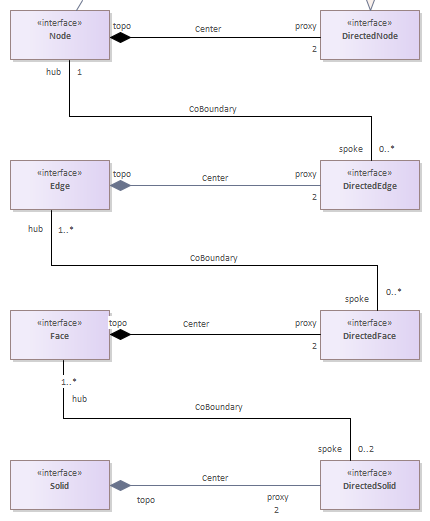 «interface»
Node
topo
Center
proxy
2
«interface»
DirectedNode
hub
1
CoBoundary
spoke
0..*
«interface»
Edge
topo
Center
proxy
2
«interface»
DirectedEdge
hub
1..*
CoBoundary
spoke
0..*
«interface»
Face
topo
Center
proxy
2
«interface»
DirectedFace
1..*
hub
CoBoundary
spoke
0..2
«interface»
Solid
topo
Center
proxy
2
«interface»
DirectedSolid